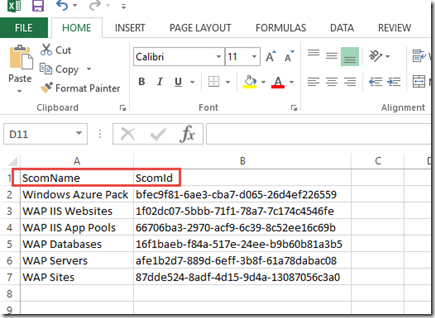 FILE HOME INSERT PAGE LAYOUT FORMULAS DATA
Cut
Copy
Format Painter
Paste
Clipboard
Calibri 11
B I U
Font
Alignment
D11 fx
A B C
1 ScomName ScomId
2 Windows Azure Pack bfec9f81-6ae3-cba7-d065-26d4ef226559
3 WAP IIS Websites 1f02dc07-5bbb-71f1-78a7-7c174c4546fe
4 WAP IIS App Pools 66706ba3-2970-acf9-6c39-8c52ee16c69b
5 WAP Databases 16f1baeb-f84a-517e-24ee-b9b60b81a3b5
6 WAP Servers afe1b2d7-889d-6eff-3b8f-61a78dabac08
7 WAP Sites 87dde524-8adf-4d15-9d4a-13087056c3a0
8